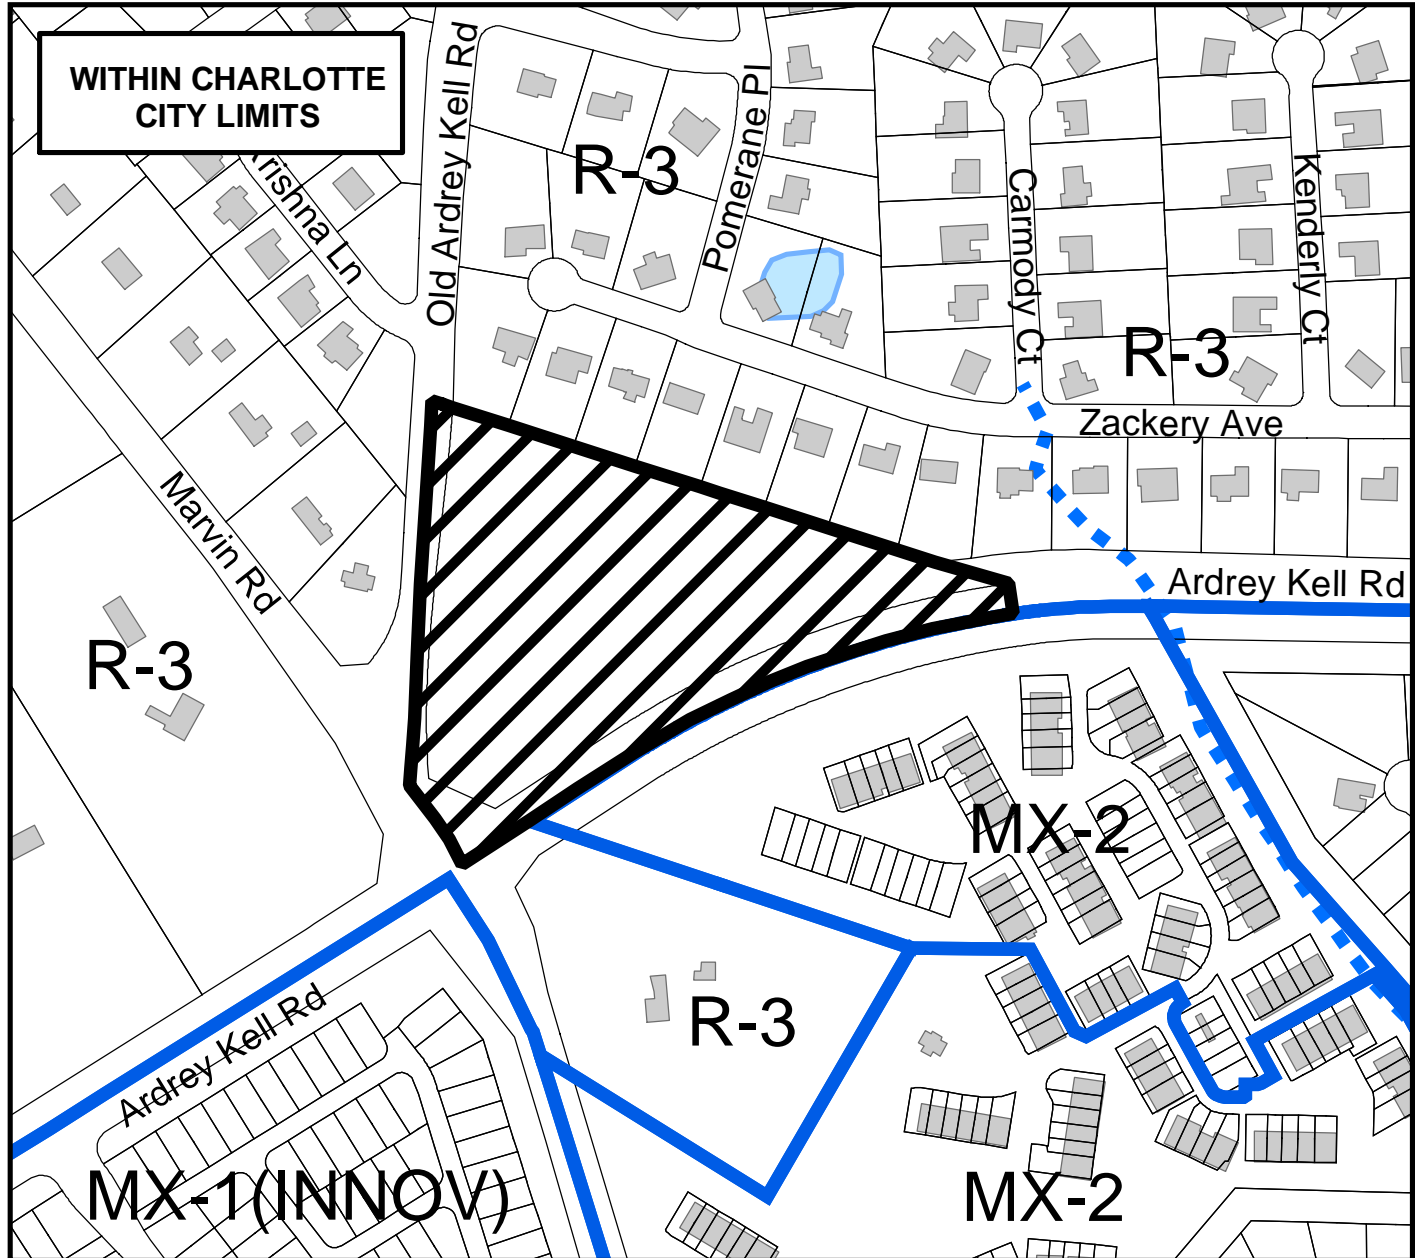 WITHIN CHARLOTTE
CITY LIMITS
Old Ardrey Kell Rd
Pomerane Pl
R-3
Krishna Ln
Carmody Ct
Kenderly Ct
R-3
Zackery Ave
Marvin Rd
Ardrey Kell Rd
R-3
MX-2
R-3
Ardrey Kell Rd
MX-1(INNOV)
MX-2